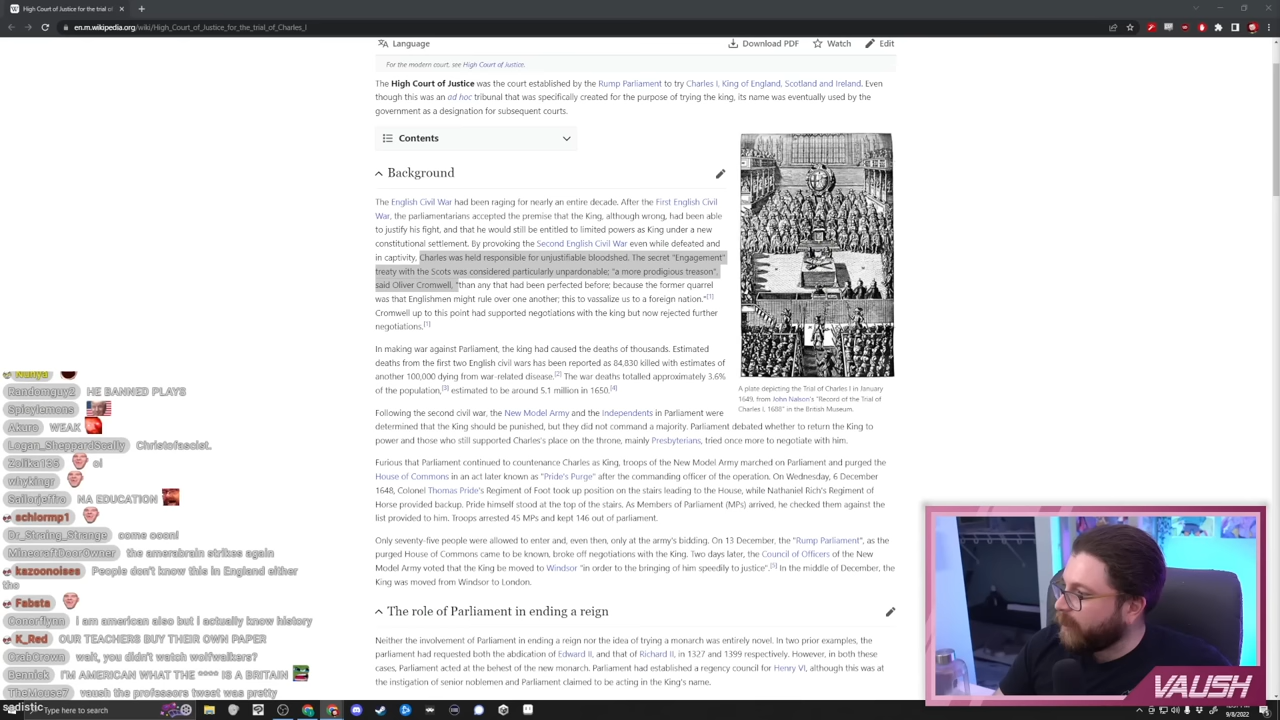 High Court of Justice for the trial of
en.m.wikipedia.org/wiki/High_Court_of_Justice_for_the_trial_of_Charles_I
Language
Download PDF
Watch
Edit
For the modern court, see High Court of Justice.
The High Court of Justice was the court established by the Rump Parliament to try Charles I, King of England, Scotland and Ireland. Even
though this was an ad hoc tribunal that was specifically created for the purpose of trying the king, its name was eventually used by the
government as a designation for subsequent courts.
Contents
Background
The English Civil War had been raging for nearly an entire decade. After the First English Civil
War, the parliamentarians accepted the premise that the King, although wrong, had been able
to justify his fight, and that he would still be entitled to limited powers as King under a new
constitutional settlement. By provoking the Second English Civil War even while defeated and
in captivity, Charles was held responsible for unjustifiable bloodshed. The secret "Engagement"
treaty with the Scots was considered particularly unpardonable; "a more prodigious treason",
said Oliver Cromwell, "than any that had been perfected before; because the former quarrel
was that Englishmen might rule over one another; this to vassalize us to a foreign nation."[1]
Cromwell up to this point had supported negotiations with the king but now rejected further
negotiations.[1]
In making war against Parliament, the king had caused the deaths of thousands. Estimated
deaths from the first two English civil wars has been reported as 84,830 killed with estimates of
another 100,000 dying from war-related disease.[2] The war deaths totalled approximately 3.6%
of the population,[3] estimated to be around 5.1 million in 1650.[4]
A plate depicting the Trial of Charles I in January
1649, from John Nalson's "Record of the Trial of
Charles I, 1688" in the British Museum.
Following the second civil war, the New Model Army and the Independents in Parliament were
determined that the King should be punished, but they did not command a majority. Parliament debated whether to return the King to
power and those who still supported Charles's place on the throne, mainly Presbyterians, tried once more to negotiate with him.
Furious that Parliament continued to countenance Charles as King, troops of the New Model Army marched on Parliament and purged the
House of Commons in an act later known as "Pride's Purge" after the commanding officer of the operation. On Wednesday, 6 December
1648, Colonel Thomas Pride's Regiment of Foot took up position on the stairs leading to the House, while Nathaniel Rich's Regiment of
Horse provided backup. Pride himself stood at the top of the stairs. As Members of Parliament (MPs) arrived, he checked them against the
list provided to him. Troops arrested 45 MPs and kept 146 out of parliament.
Only seventy-five people were allowed to enter and, even then, only at the army's bidding. On 13 December, the "Rump Parliament", as the
purged House of Commons came to be known, broke off negotiations with the King. Two days later, the Council of Officers of the New
Model Army voted that the King be moved to Windsor "in order to the bringing of him speedily to justice".[5] In the middle of December, the
King was moved from Windsor to London.
The role of Parliament in ending a reign
Neither the involvement of Parliament in ending a reign nor the idea of trying a monarch was entirely novel. In two prior examples, the
parliament had requested both the abdication of Edward II, and that of Richard II, in 1327 and 1399 respectively. However, in both these
cases, Parliament acted at the behest of the new monarch. Parliament had established a regency council for Henry VI, although this was at
the instigation of senior noblemen and Parliament claimed to be acting in the King's name.
Nunya
Randomguy2 HE BANNED PLAYS
Spicylemons
Akuro WEAK
Logan_SheppardScally Christofascist.
Zolika135 ol
whykingr
Sailorjeffro NA EDUCATION
schiormp1
Dr_Straing_Strange come ooon!
MinecraftDoorOwner the amerabrain strikes again
kazoonoises People don't know this in England either
tho
Fabsta
Conorflynn I am american also but I actually know history
K_Red OUR TEACHERS BUY THEIR OWN PAPER
CrabCrown wait, you didn't watch wolfwalkers?
Bennick I'M AMERICAN WHAT THE **** IS A BRITAIN
TheMouse7 vaush the professors tweet was pretty
sadistic
VAUSH
Type here to search
9/8/2022